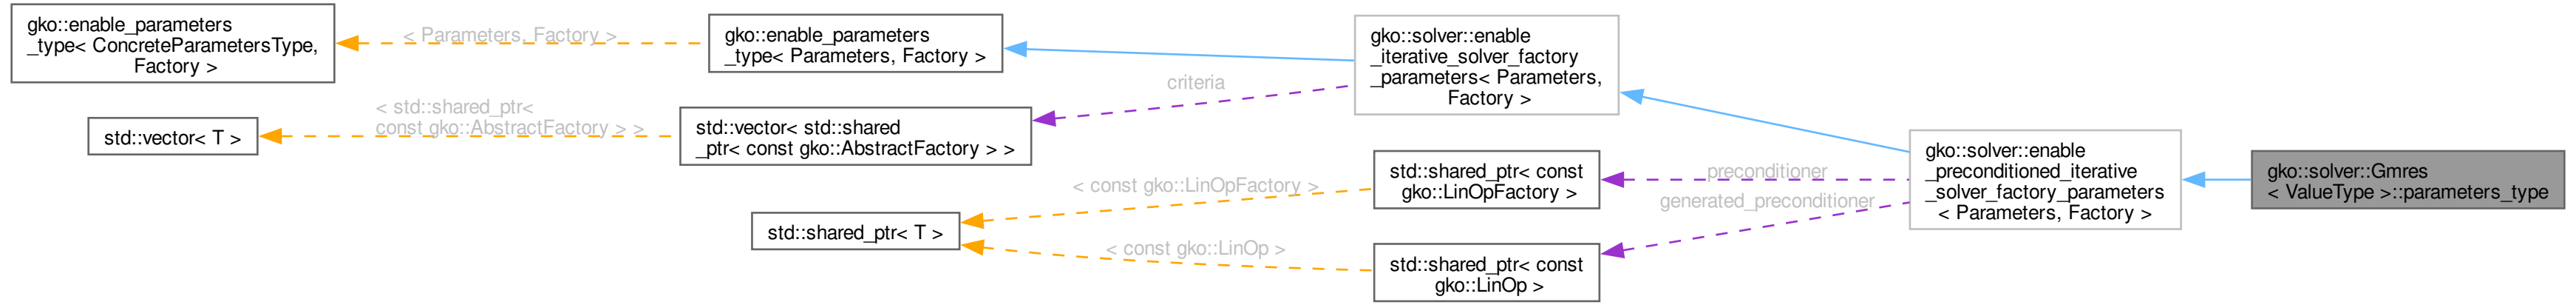 gko::enable_parameters
_type< ConcreteParametersType,
Factory >
< Parameters, Factory >
gko::enable_parameters
_type< Parameters, Factory >
gko::solver::enable
_iterative_solver_factory
_parameters< Parameters,
Factory >
criteria
std::vector< T >
< std::shared_ptr<
const gko::AbstractFactory > >
std::vector< std::shared
_ptr< const gko::AbstractFactory > >
std::shared_ptr< T >
< const gko::LinOpFactory >
< const gko::LinOp >
std::shared_ptr< const
gko::LinOpFactory >
std::shared_ptr< const
gko::LinOp >
preconditioner
generated_preconditioner
gko::solver::enable
_preconditioned_iterative
_solver_factory_parameters
< Parameters, Factory >
gko::solver::Gmres
< ValueType >::parameters_type